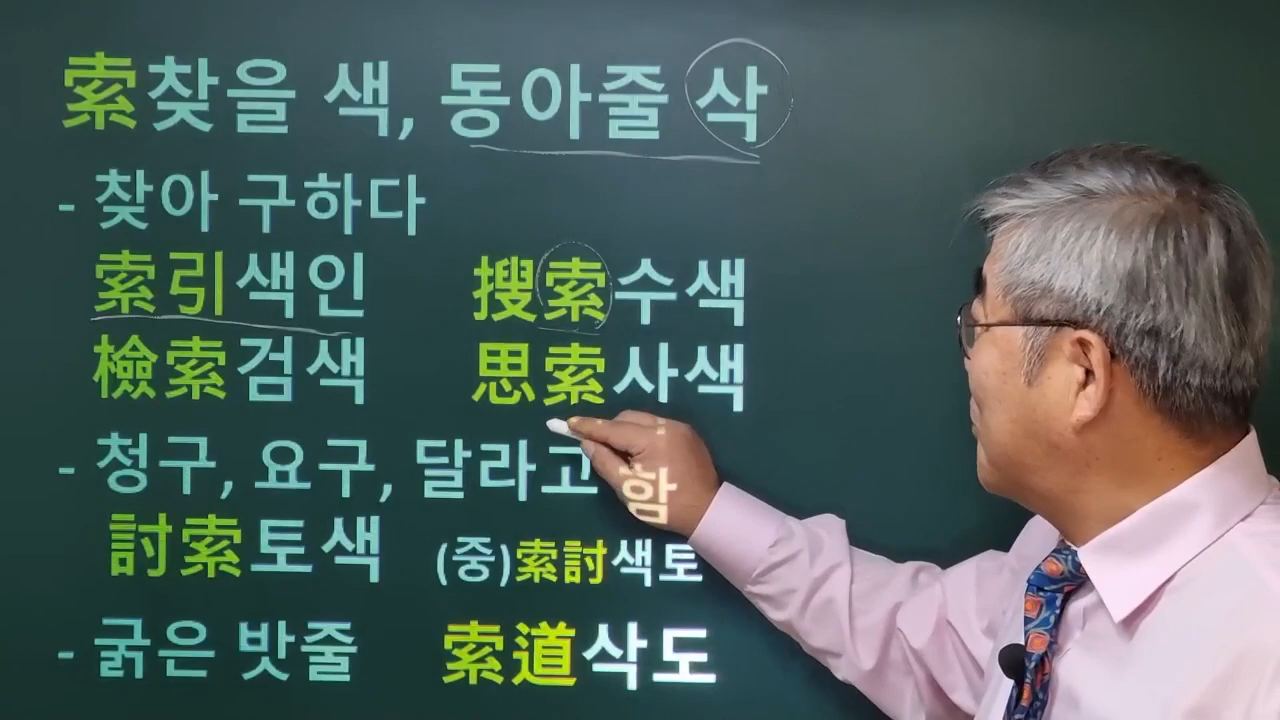 索찾을 색, 동아줄 삭
- 찾아 구하다
索引색인 搜索수색
檢索검색 思索사색
- 청구, 요구, 달라고 함
討索토색 (중)索討색토
- 굵은 밧줄 索道삭도